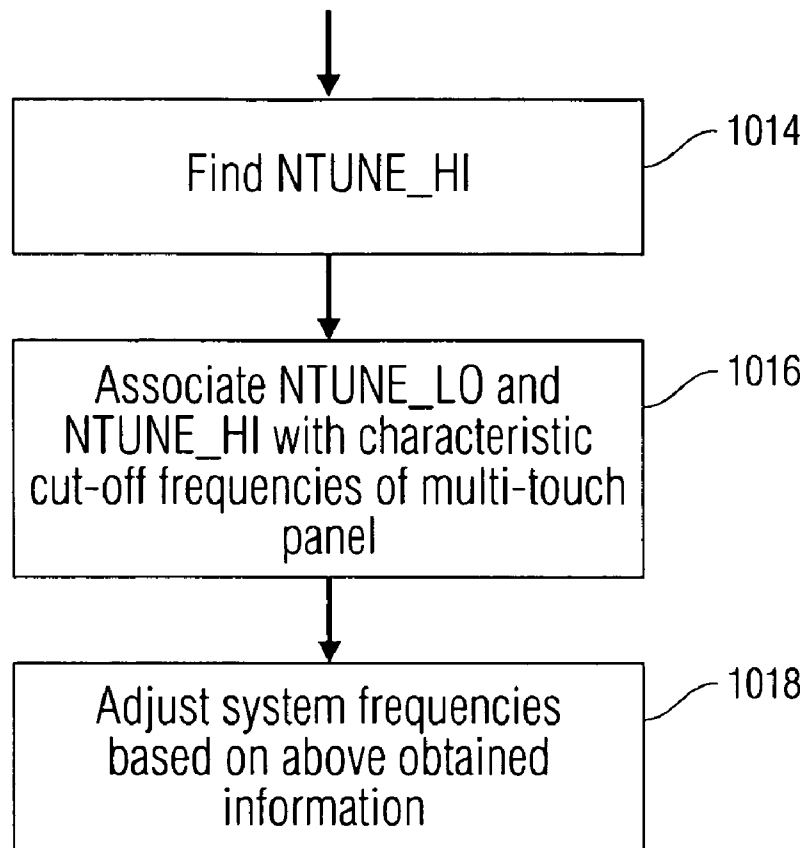 Find NTUNE_HI
1014
Associate NTUNE_LO and
NTUNE_HI with characteristic
cut-off frequencies of multi-touch
panel
1016
Adjust system frequencies
based on above obtained
information
1018